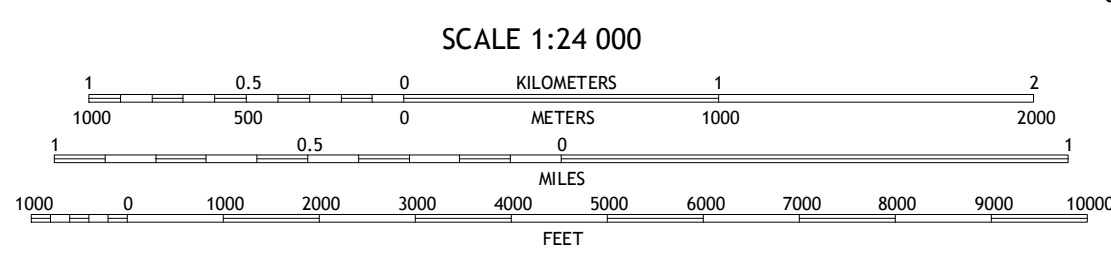 SCALE 1:24 000
1 0.5 0 KILOMETERS 1 2
1000 500 0 METERS 1000 2000
1 0.5 0 1
MILES
1000 0 1000 2000 3000 4000 5000 6000 7000 8000 9000 10000
FEET